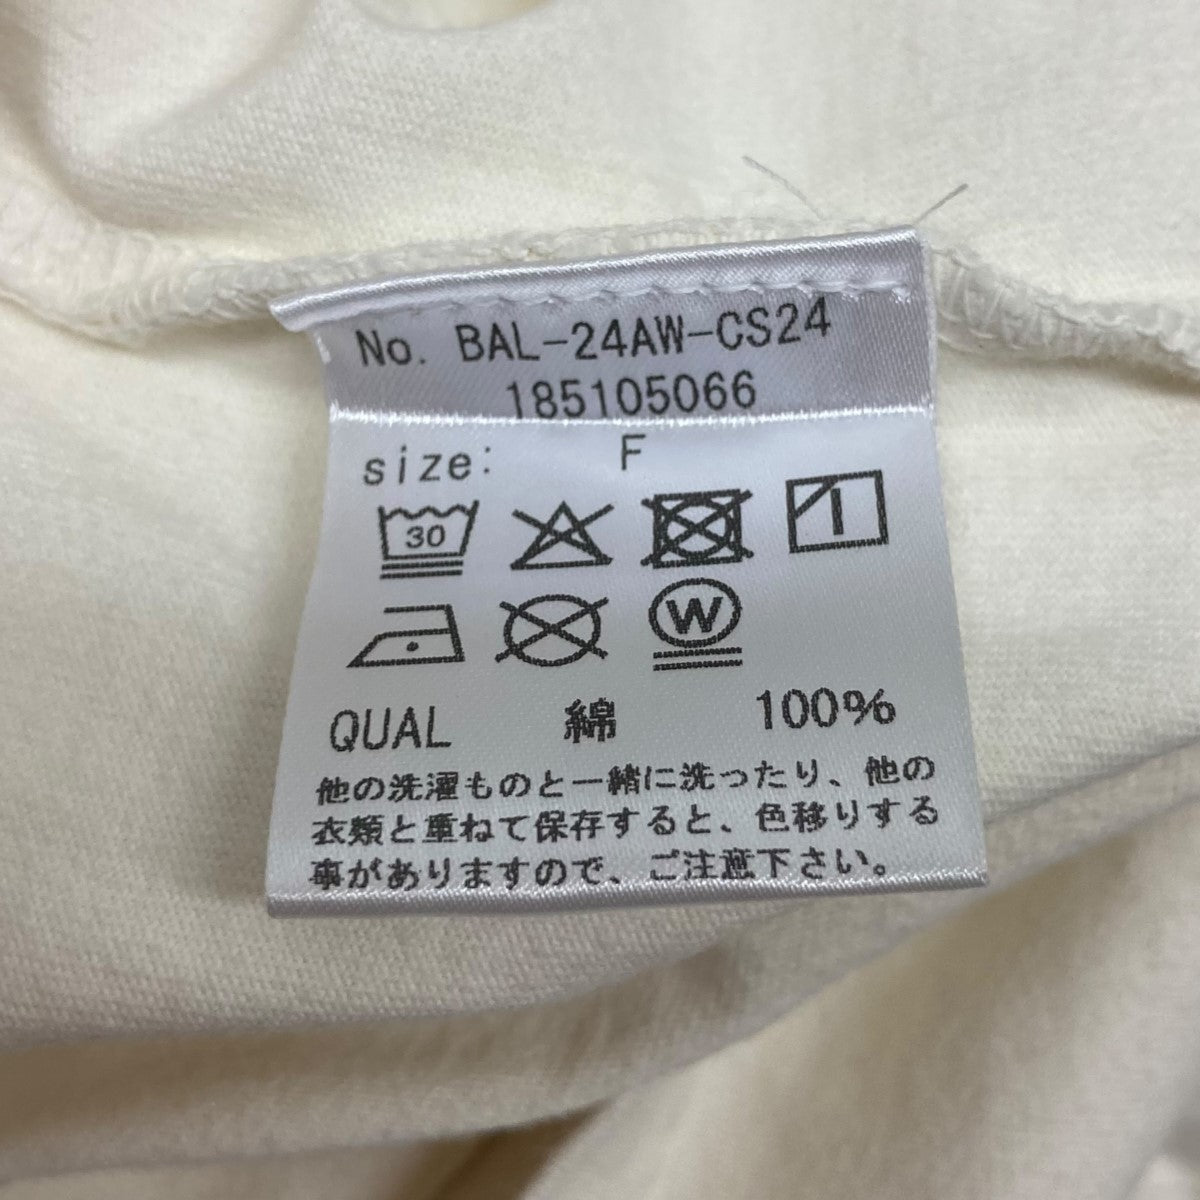 No. BAL-24AW-CS24
185105066
size: F
30
W
QUAL 綿 100%
他の洗濯ものと一緒に洗ったり、他の
衣類と重ねて保存すると、色移りする
事がありますので、ご注意下さい。